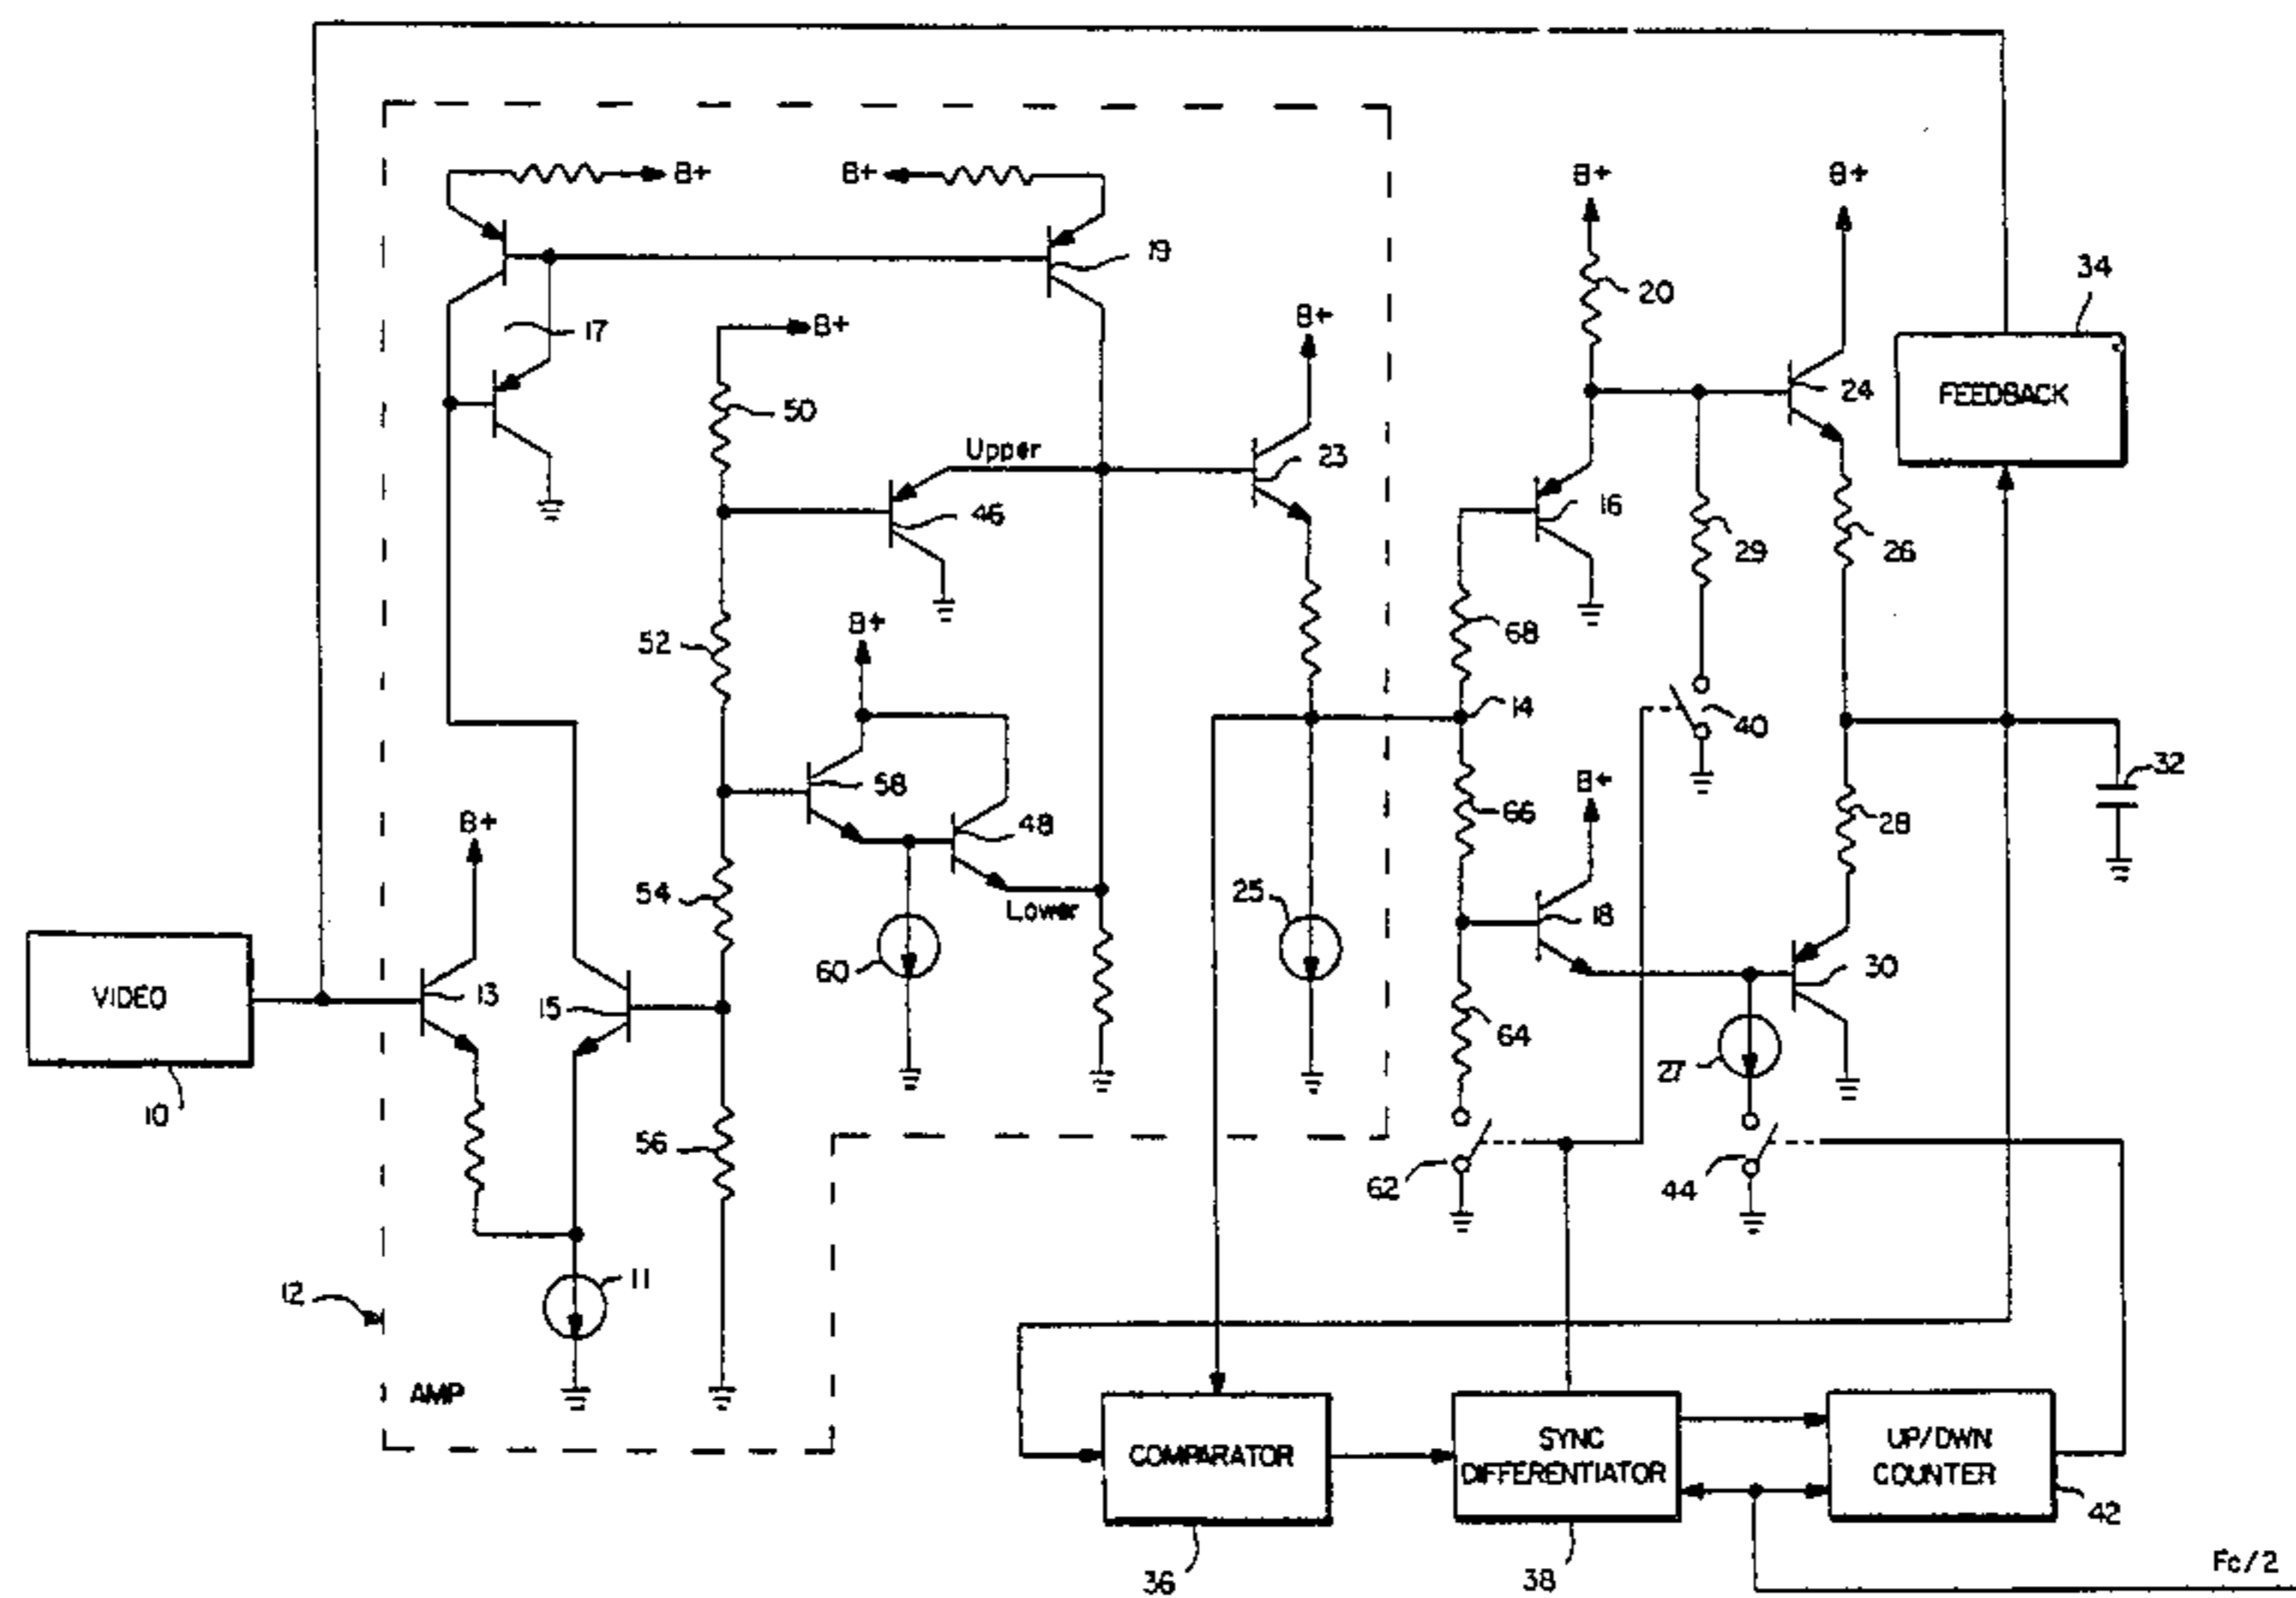 B+
B+
B+
B+
19
34
20
17
B+
B+
50
24
FEEDBACK
Upper
23
46
16
29
26
B+
52
68
14
40
58
B+
32
48
66
28
B+
54
25
Lower
18
60
30
VIDEO
13
15
64
27
10
56
62
44
11
12
AMP
COMPARATOR
SYNC
DIFFERENTIATOR
UP/DWN
COUNTER
42
36
38
Fc/2